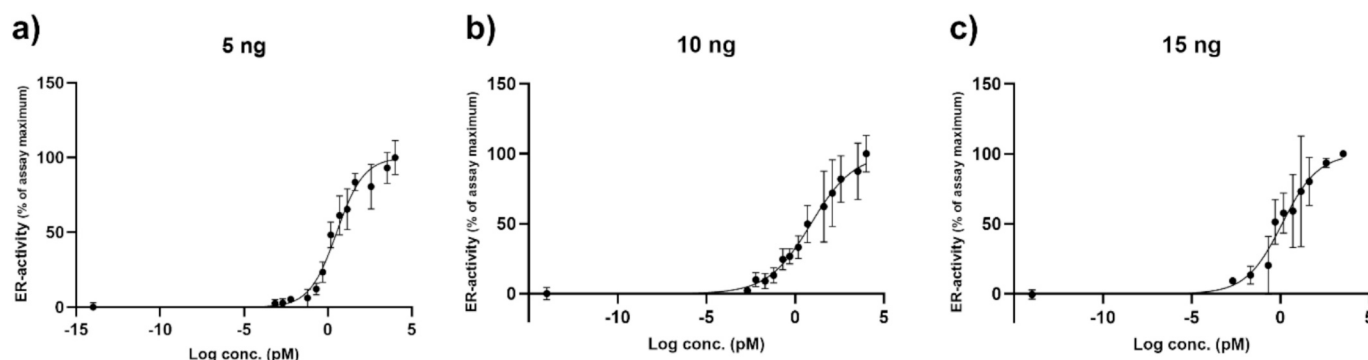 a)
5 ng
ER-activity (% of assay maximum)
150
100
50
0
-15 -10 -5 0 5
Log conc. (pM)
b)
10 ng
ER-activity (% of assay maximum)
150
100
50
0
-10 -5 0 5
Log conc. (pM)
c)
15 ng
ER-activity (% of assay maximum)
150
100
50
0
-10 -5 0 5
Log conc. (pM)